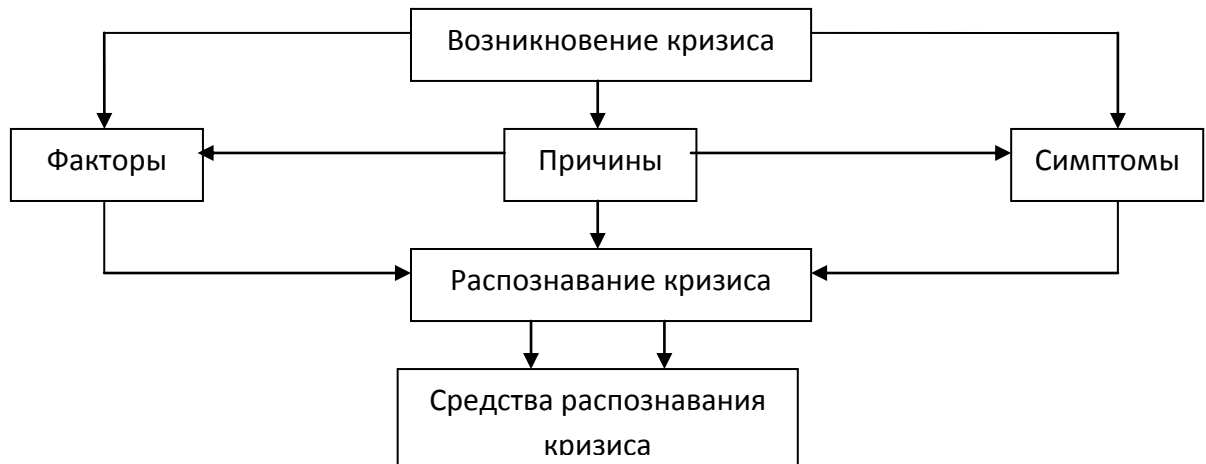 Возникновение кризиса
Факторы
Причины
Симптомы
Распознавание кризиса
Средства распознавания
кризиса